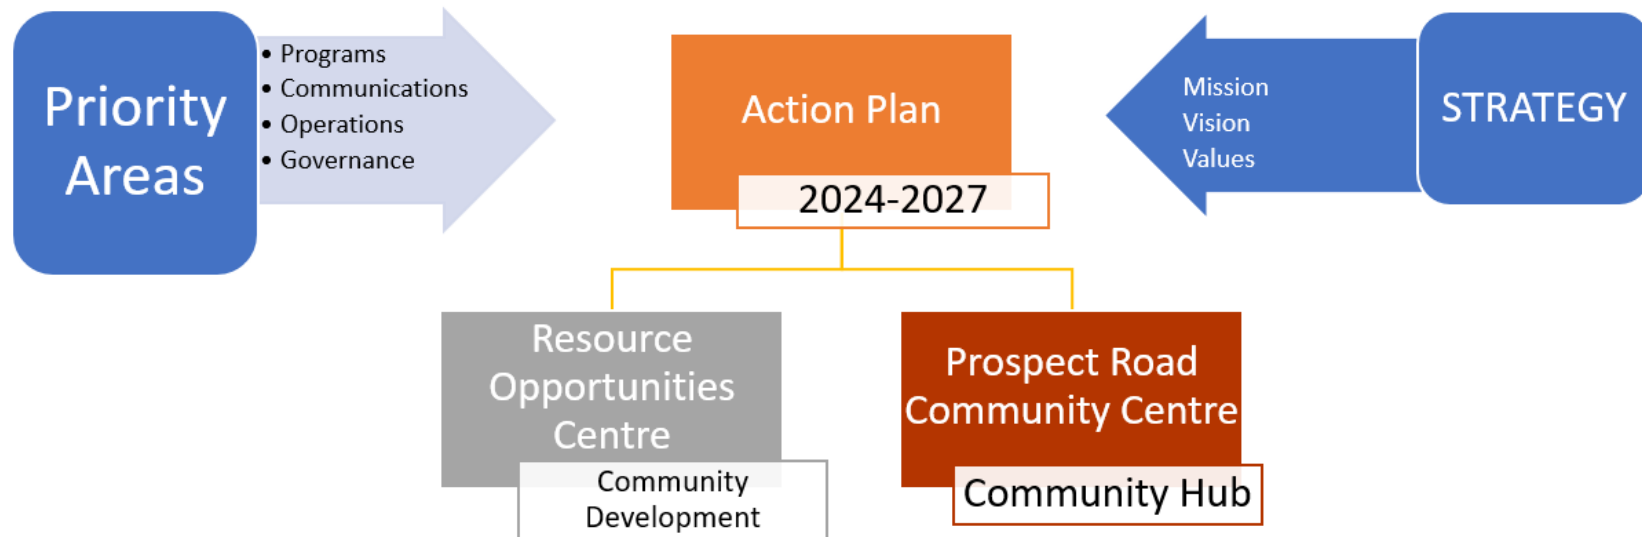 Priority
Areas
• Programs
• Communications
• Operations
• Governance
Action Plan
2024-2027
Mission
Vision
Values
STRATEGY
Resource
Opportunities
Centre
Community
Development
Prospect Road
Community Centre
Community Hub